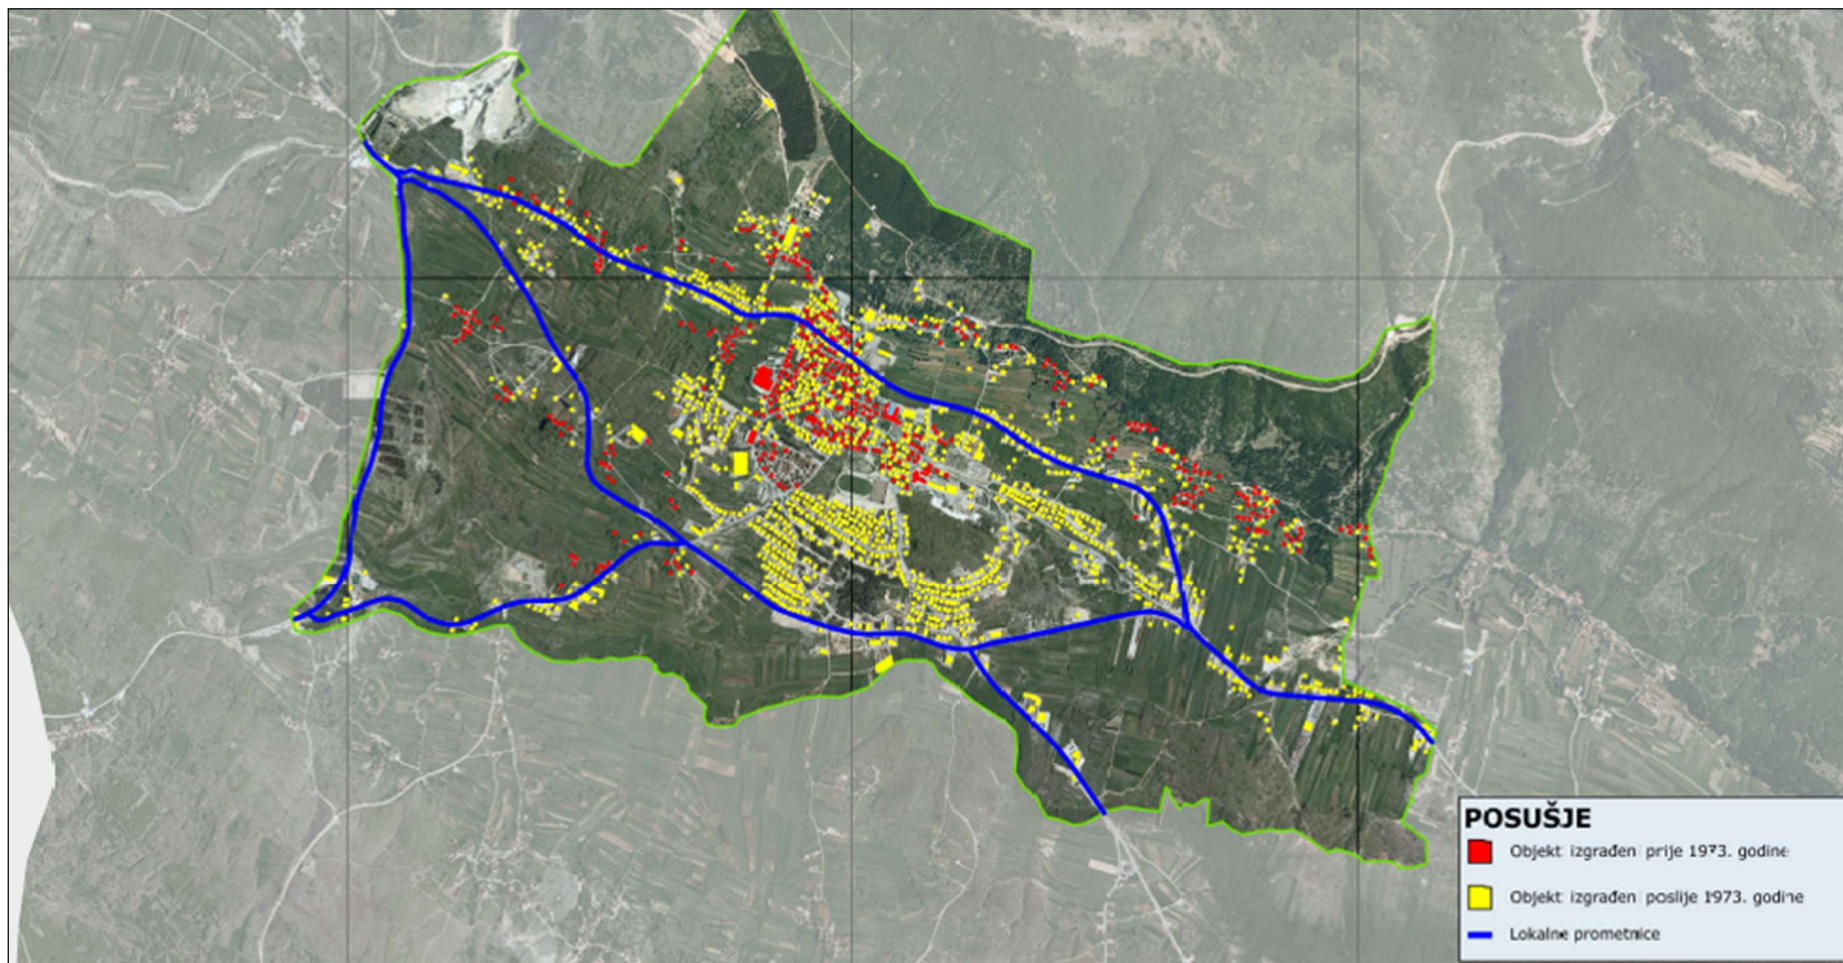 POSUŠJE
Objekt izgrađen prije 1973. godine
Objekt izgrađen poslije 1973. godine
Lokalne prometnice